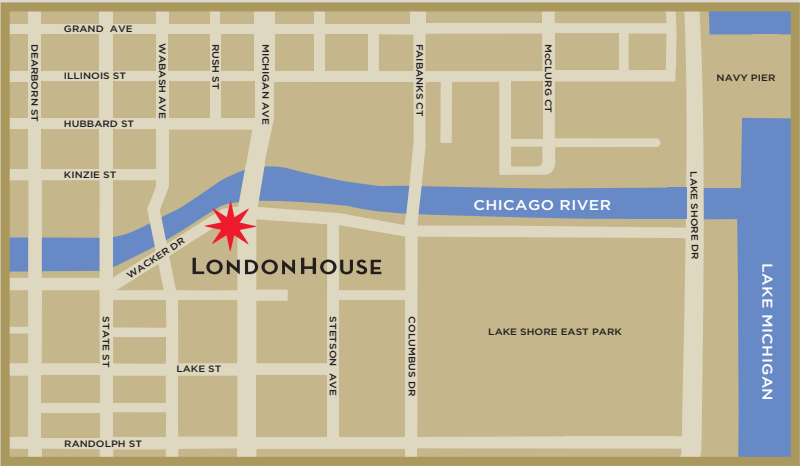 GRAND AVE
DEARBORN ST
WABASH AVE
RUSH ST
MICHIGAN AVE
FAIBANKS CT
McCLURG CT
ILLINOIS ST
NAVY PIER
HUBBARD ST
KINZIE ST
LAKE SHORE DR
CHICAGO RIVER
WACKER DR
LONDONHOUSE
LAKE MICHIGAN
STATE ST
STETSON AVE
COLUMBUS DR
LAKE SHORE EAST PARK
LAKE ST
RANDOLPH ST